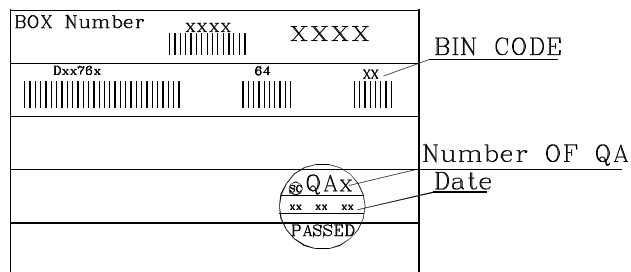 BOX Number XXXX XXXX
BIN CODE
Dxx76x 64 XX
Number OF QA
SC QAx
Date
xx xx xx
PASSED